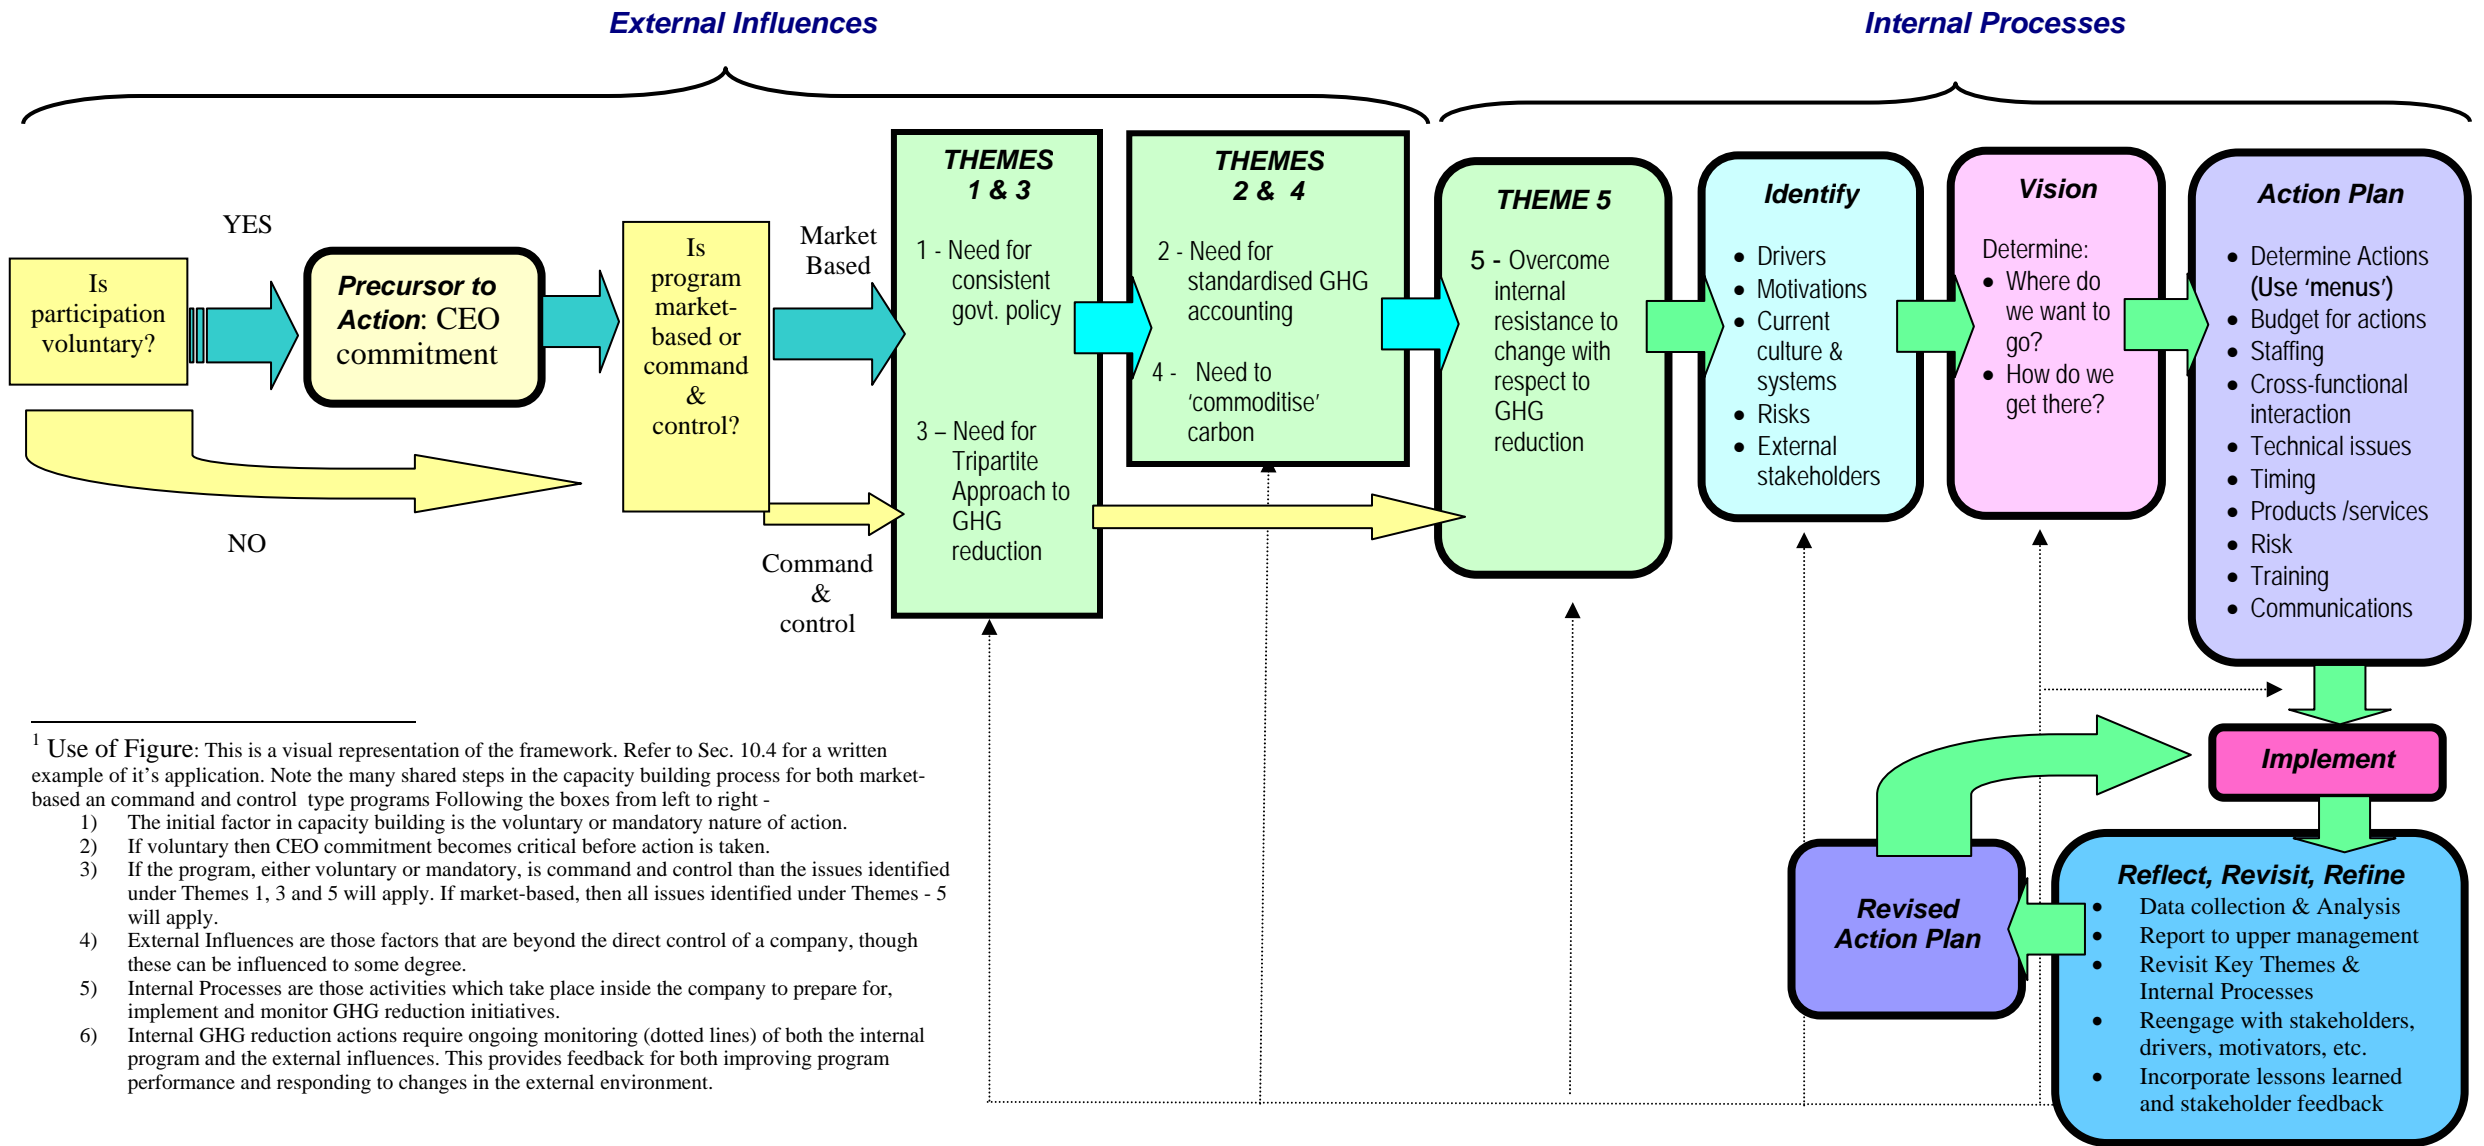 External Influences
Internal Processes
Is
participation
voluntary?
YES
NO
Precursor to
Action: CEO
commitment
Is
program
market-
based or
command
&
control?
Market
Based
Command
&
control
THEMES
1 & 3
1 - Need for
consistent
govt. policy
3 – Need for
Tripartite
Approach to
GHG
reduction
THEMES
2 & 4
2 - Need for
standardised GHG
accounting
4 - Need to
‘commoditise’
carbon
THEME 5
5 - Overcome
internal
resistance to
change with
respect to
GHG
reduction
Identify
• Drivers
• Motivations
• Current
culture &
systems
• Risks
• External
stakeholders
Vision
Determine:
• Where do
we want to
go?
• How do we
get there?
Action Plan
• Determine Actions
(Use ‘menus’)
• Budget for actions
• Staffing
• Cross-functional
interaction
• Technical issues
• Timing
• Products /services
• Risk
• Training
• Communications
Implement
Reflect, Revisit, Refine
• Data collection & Analysis
• Report to upper management
• Revisit Key Themes &
Internal Processes
• Reengage with stakeholders,
drivers, motivators, etc.
• Incorporate lessons learned
and stakeholder feedback
Revised
Action Plan
1 Use of Figure: This is a visual representation of the framework. Refer to Sec. 10.4 for a written
example of it’s application. Note the many shared steps in the capacity building process for both market-
based an command and control type programs Following the boxes from left to right -
1) The initial factor in capacity building is the voluntary or mandatory nature of action.
2) If voluntary then CEO commitment becomes critical before action is taken.
3) If the program, either voluntary or mandatory, is command and control than the issues identified
under Themes 1, 3 and 5 will apply. If market-based, then all issues identified under Themes - 5
will apply.
4) External Influences are those factors that are beyond the direct control of a company, though
these can be influenced to some degree.
5) Internal Processes are those activities which take place inside the company to prepare for,
implement and monitor GHG reduction initiatives.
6) Internal GHG reduction actions require ongoing monitoring (dotted lines) of both the internal
program and the external influences. This provides feedback for both improving program
performance and responding to changes in the external environment.